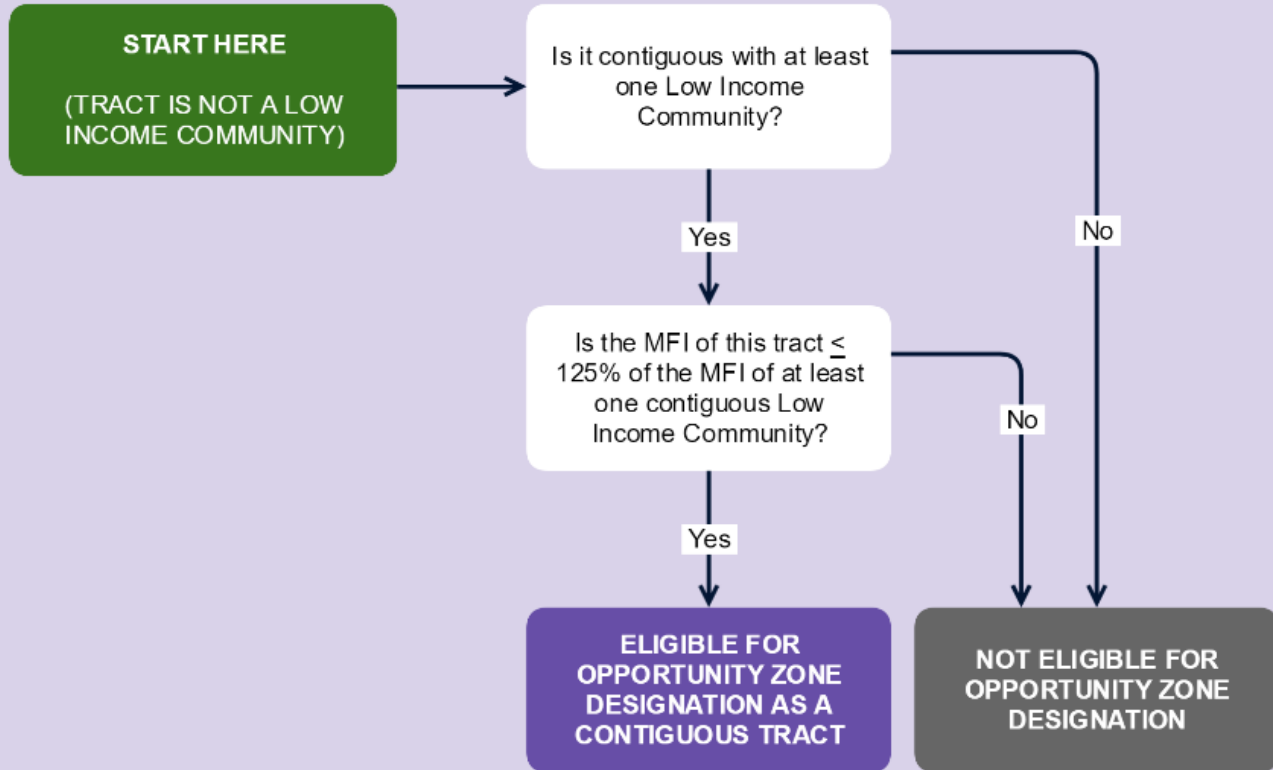 START HERE
(TRACT IS NOT A LOW
INCOME COMMUNITY)
Is it contiguous with at least
one Low Income
Community?
Yes
No
Is the MFI of this tract ≤
125% of the MFI of at least
one contiguous Low
Income Community?
No
Yes
ELIGIBLE FOR
OPPORTUNITY ZONE
DESIGNATION AS A
CONTIGUOUS TRACT
NOT ELIGIBLE FOR
OPPORTUNITY ZONE
DESIGNATION